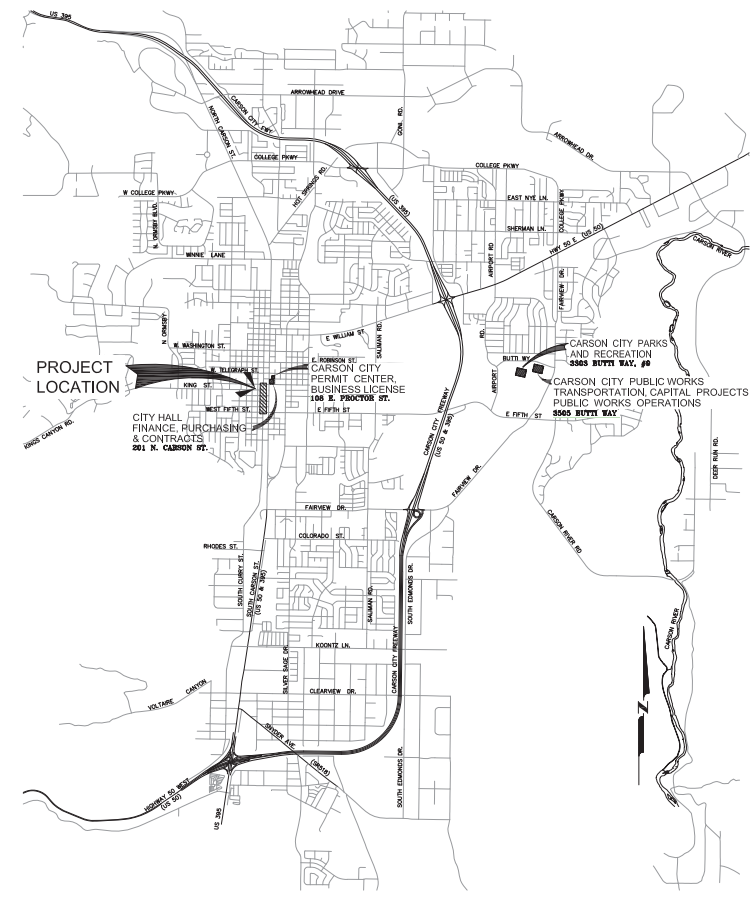 US 395
CARSON CITY FWY
NORTH CARSON ST.
ARROWHEAD DRIVE
GONI RD.
ARROWHEAD DR.
COLLEGE PKWY
COLLEGE PKWY
HOT SPRINGS RD.
W COLLEGE PKWY
N. ORMSBY BLVD.
(US 395)
EAST NYE LN.
COLLEGE PKWY
SHERMAN LN.
HWY 50 E (US 50)
CARSON RIVER
WINNIE LANE
AIRPORT RD
FAIRVIEW DR.
N ORMSBY
E WILLIAM ST
SALIMAN RD.
RD.
W. WASHINGTON ST.
E. ROBINSON ST.
BUTTI WY
CARSON CITY PARKS
AND RECREATION
3303 BUTTI WAY, #9
PROJECT
LOCATION
W. TELEGRAPH ST.
KING ST.
CARSON CITY
PERMIT CENTER,
BUSINESS LICENSE
108 E. PROCTOR ST.
AIRPORT
CARSON CITY PUBLIC WORKS
TRANSPORTATION, CAPITAL PROJECTS
PUBLIC WORKS OPERATIONS
3505 BUTTI WAY
WEST FIFTH ST.
E FIFTH ST
E FIFTH ST
CITY HALL
FINANCE, PURCHASING
& CONTRACTS
201 N. CARSON ST.
KINGS CANYON RD.
CARSON CITY FREEWAY
(US 50 & 395)
FAIRVIEW DR.
DEER RUN RD.
FAIRVIEW DR.
COLORADO ST.
CARSON RIVER RD
RHODES ST.
SOUTH CURRY ST.
SOUTH CARSON ST.
(US 50 & 395)
SALIMAN RD.
SOUTH EDMONDS DR.
CARSON RIVER
KOONTZ LN.
SILVER SAGE DR.
CARSON CITY FREEWAY
CLEARVIEW DR.
VOLTAIRE CANYON
N
SNYDER AVE.
(SR518)
SOUTH EDMONDS DR.
HIGHWAY 50 WEST
(US 50)
US 395